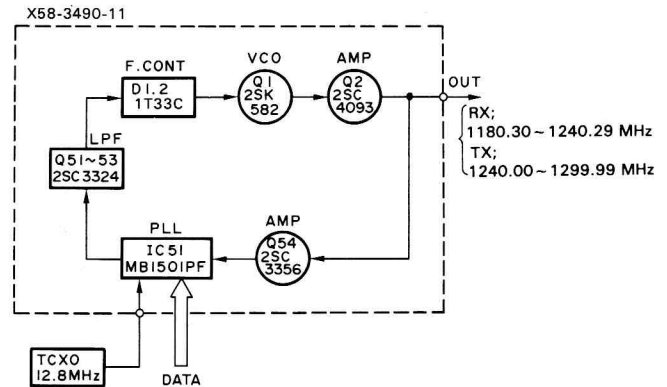 X58-3490-11
F.CONT
D1.2
1T33C
VCO
Q1
2SK
582
AMP
Q2
2SC
4093
OUT
RX;
1180.30~1240.29 MHz
TX;
1240.00~1299.99 MHz
LPF
Q51~53
2SC3324
PLL
IC51
MB1501PF
AMP
Q54
2SC
3356
TCXO
12.8MHz
DATA